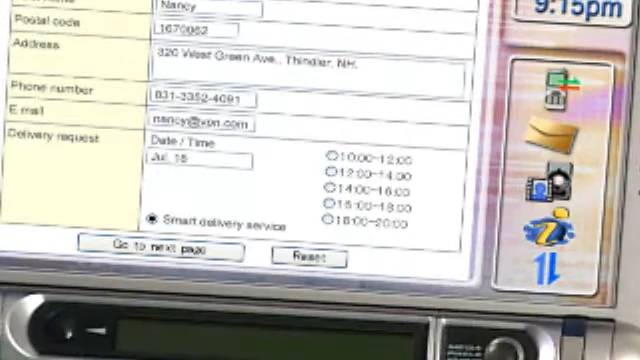 Nancy
9:15pm
Postal code
1670062
Address
320 West Green Ave., Thindler, NH.
Phone number
831-3352-4091
E mail
nancy@von.com
Delivery request
Date / Time
Jul. 15
10:00-12:00
12:00-14:00
14:00-16:00
16:00-18:00
18:00-20:00
Smart delivery service
Go to next page
Reset